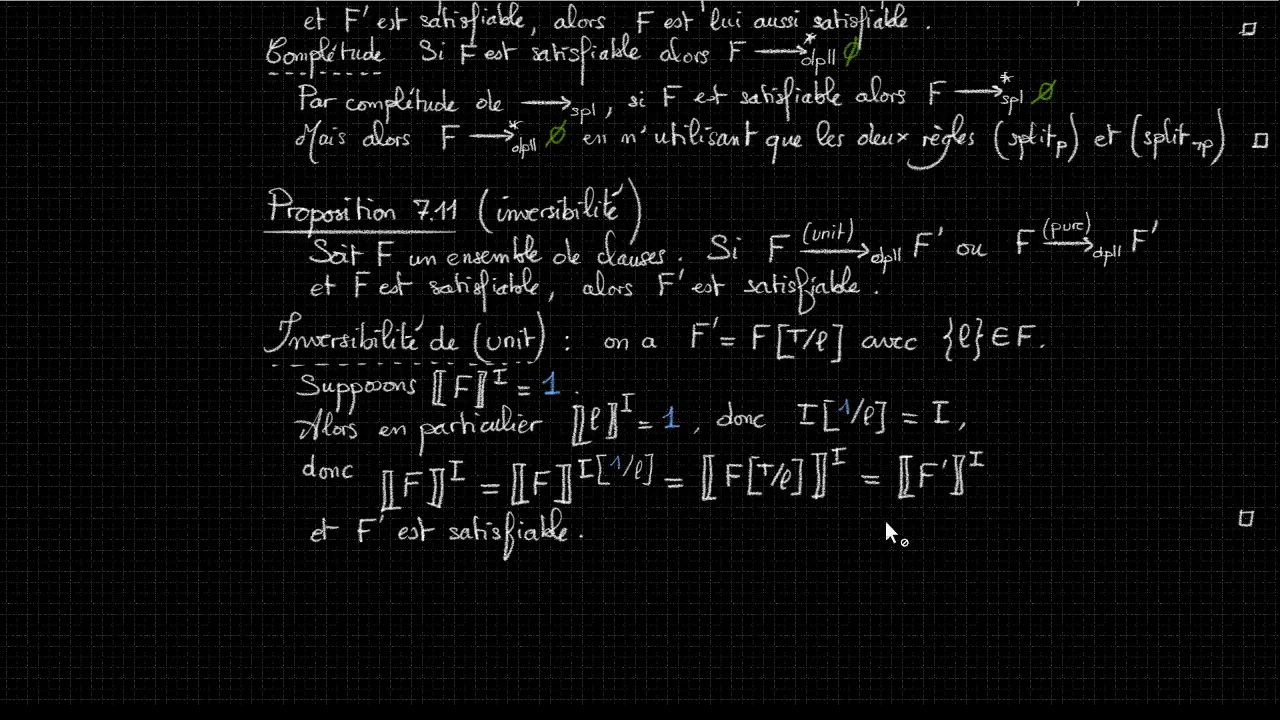 et F' est satisfiable, alors F est lui aussi satisfiable. □
Complétude Si F est satisfiable alors F →*dpll ∅
Par complétude de →spl, si F est satisfiable alors F →*spl ∅
Mais alors F →*dpll ∅ en n'utilisant que les deux règles (split_p) et (split_¬p) □
Proposition 7.11 (inversibilité)
Soit F un ensemble de clauses. Si F (unit)→dpll F' ou F (pure)→dpll F'
et F est satisfiable, alors F' est satisfiable.
Inversibilité de (unit) : on a F' = F[⊤/ℓ] avec {ℓ} ∈ F.
Supposons ⟦F⟧^I = 1.
Alors en particulier ⟦ℓ⟧^I = 1, donc I[1/ℓ] = I,
donc ⟦F⟧^I = ⟦F⟧^I[1/ℓ] = ⟦F[⊤/ℓ]⟧^I = ⟦F'⟧^I
et F' est satisfiable. □